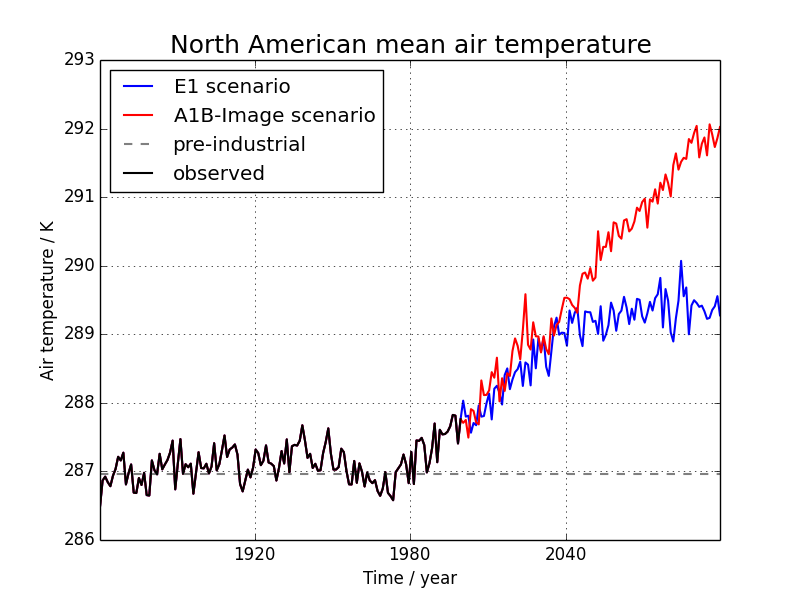 North American mean air temperature
293
292
291
290
289
288
287
286
Air temperature / K
E1 scenario
A1B-Image scenario
pre-industrial
observed
1920
1980
2040
Time / year